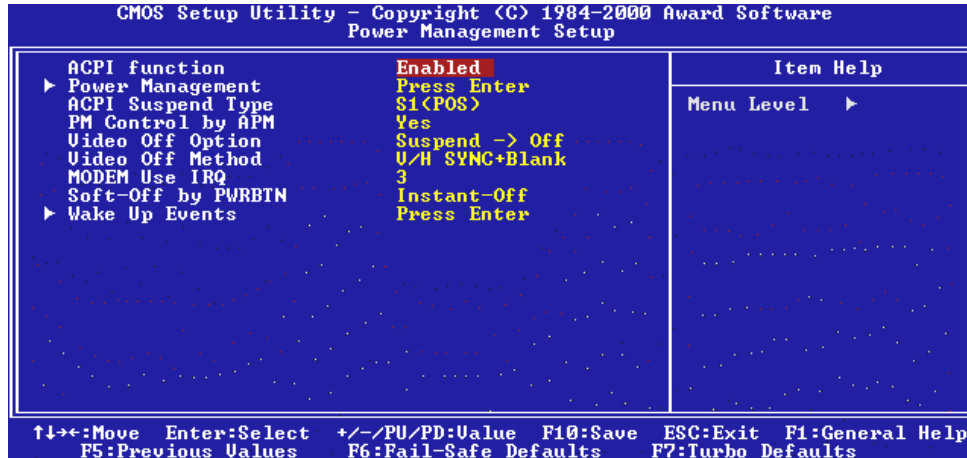 CMOS Setup Utility – Copyright (C) 1984–2000 Award Software
Power Management Setup
ACPI function Enabled
Power Management Press Enter
ACPI Suspend Type S1(POS)
PM Control by APM Yes
Video Off Option Suspend –> Off
Video Off Method V/H SYNC+Blank
MODEM Use IRQ 3
Soft–Off by PWRBTN Instant–Off
Wake Up Events Press Enter
Item Help
Menu Level
↑↓→←:Move Enter:Select +/–/PU/PD:Value F10:Save ESC:Exit F1:General Help
F5:Previous Values F6:Fail–Safe Defaults F7:Turbo Defaults